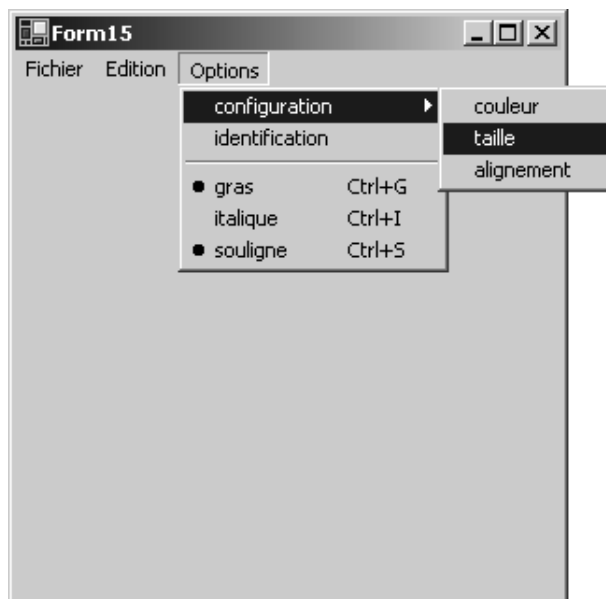 Form15
Fichier Edition Options
configuration
identification
gras Ctrl+G
italique Ctrl+I
souligne Ctrl+S
couleur
taille
alignement